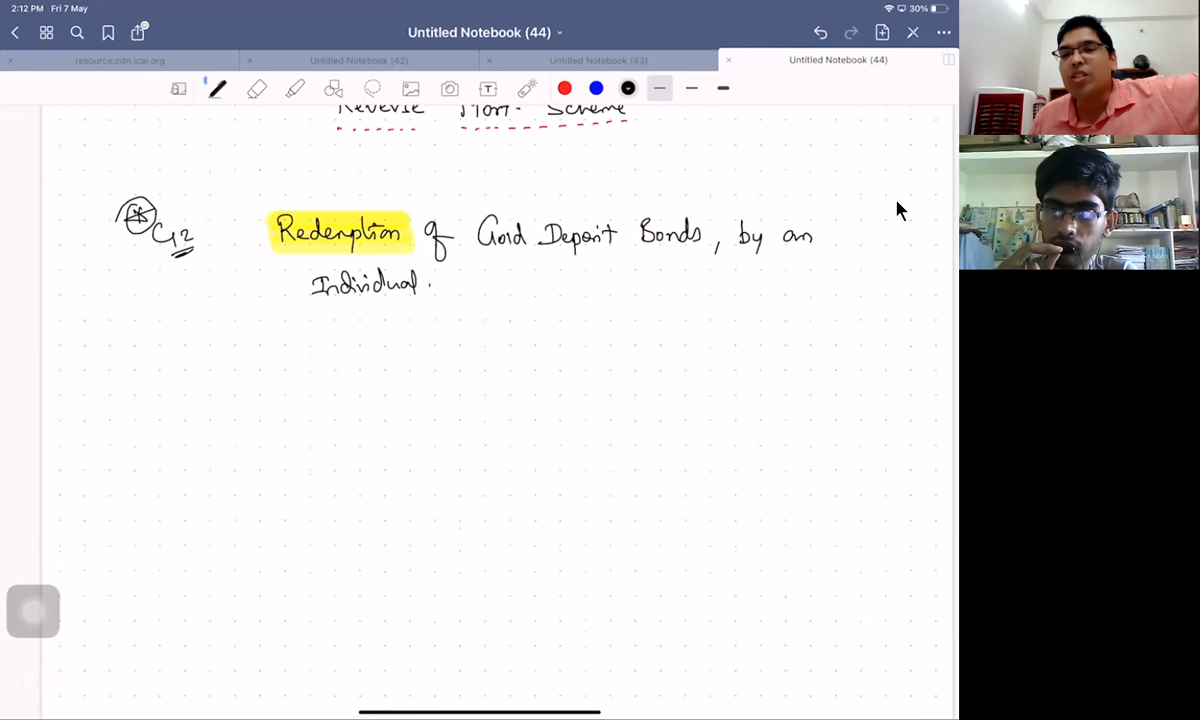 2:12 PM Fri 7 May
30%
Untitled Notebook (44)
resource.cdn.icai.org
Untitled Notebook (42)
Untitled Notebook (43)
Untitled Notebook (44)
Reverse Mort. Scheme
G2 Redemption of Gold Deposit Bonds, by an
Individual.